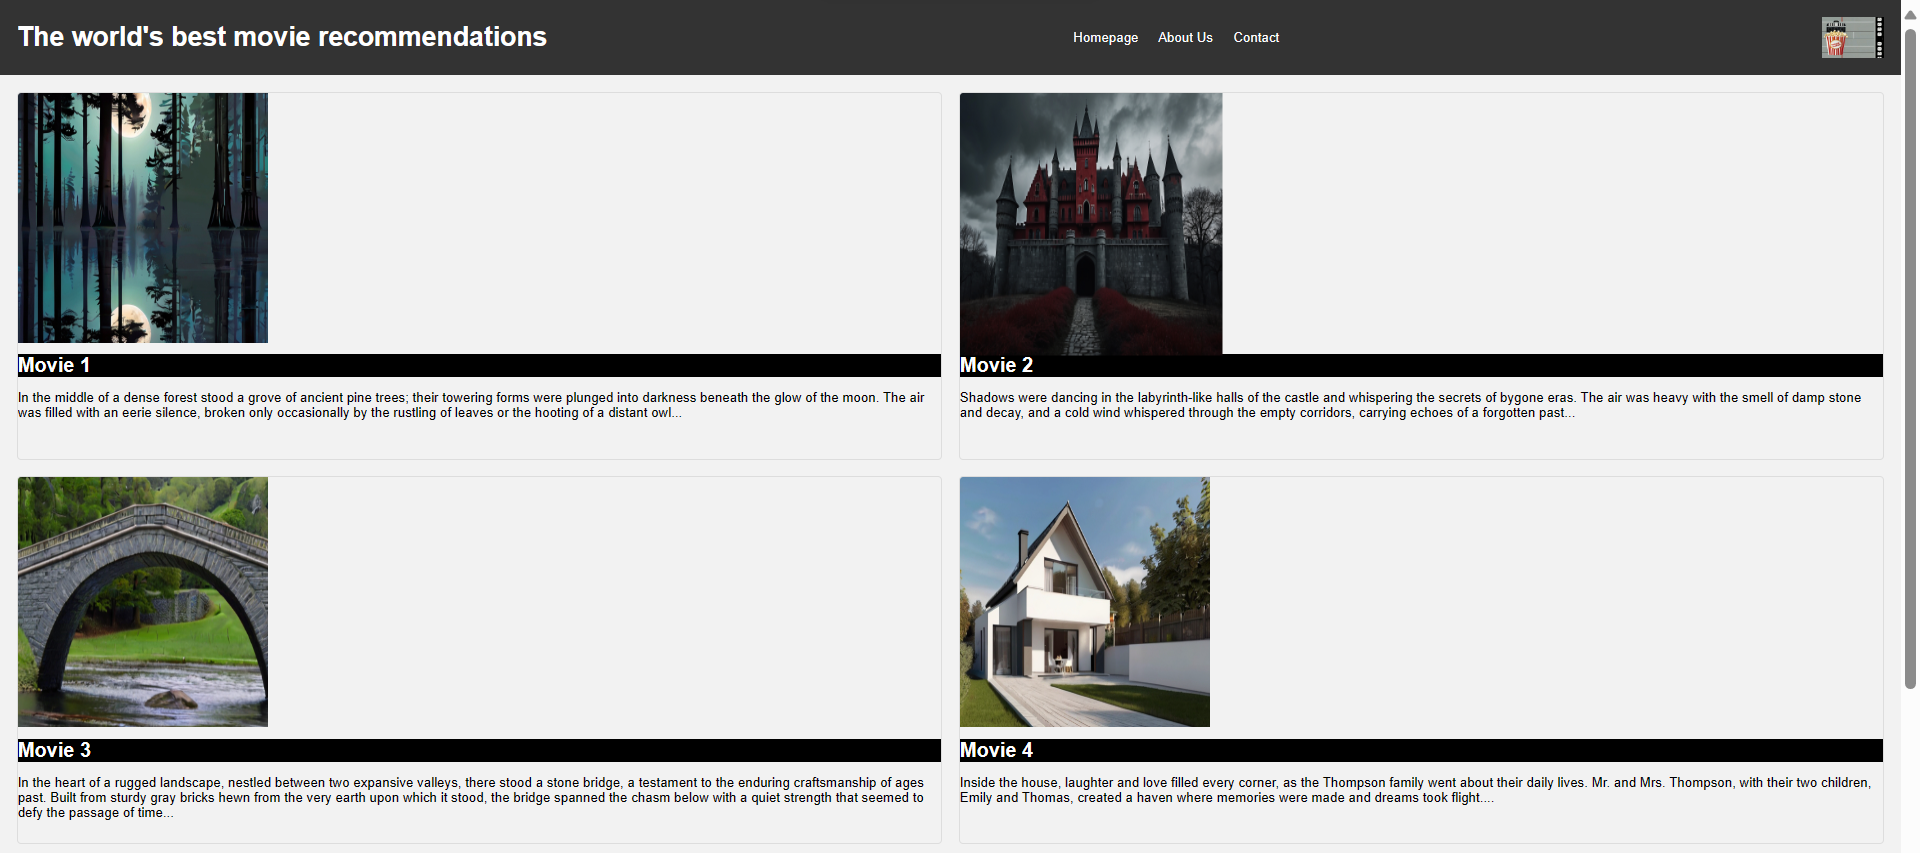 The world's best movie recommendations
Homepage
About Us
Contact
Movie 1
In the middle of a dense forest stood a grove of ancient pine trees; their towering forms were plunged into darkness beneath the glow of the moon. The air
was filled with an eerie silence, broken only occasionally by the rustling of leaves or the hooting of a distant owl...
Movie 2
Shadows were dancing in the labyrinth-like halls of the castle and whispering the secrets of bygone eras. The air was heavy with the smell of damp stone
and decay, and a cold wind whispered through the empty corridors, carrying echoes of a forgotten past...
Movie 3
In the heart of a rugged landscape, nestled between two expansive valleys, there stood a stone bridge, a testament to the enduring craftsmanship of ages
past. Built from sturdy gray bricks hewn from the very earth upon which it stood, the bridge spanned the chasm below with a quiet strength that seemed to
defy the passage of time...
Movie 4
Inside the house, laughter and love filled every corner, as the Thompson family went about their daily lives. Mr. and Mrs. Thompson, with their two children,
Emily and Thomas, created a haven where memories were made and dreams took flight....